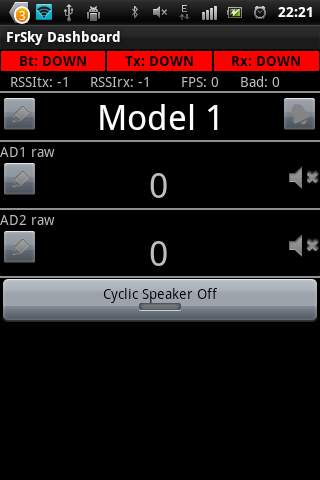 3 E 22:21
FrSky Dashboard
Bt: DOWN Tx: DOWN Rx: DOWN
RSSItx: -1 RSSIrx: -1 FPS: 0 Bad: 0
Model 1
AD1 raw
0
AD2 raw
0
Cyclic Speaker Off